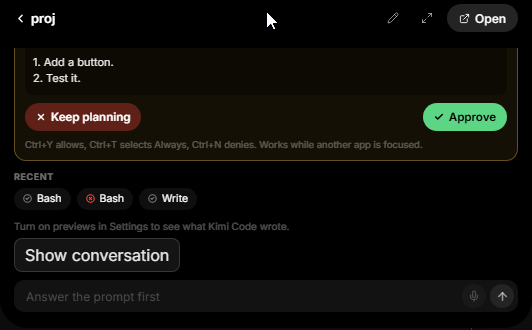 proj
Open
1. Add a button.
2. Test it.
Keep planning
Approve
Ctrl+Y allows, Ctrl+T selects Always, Ctrl+N denies. Works while another app is focused.
RECENT
Bash
Bash
Write
Turn on previews in Settings to see what Kimi Code wrote.
Show conversation
Answer the prompt first